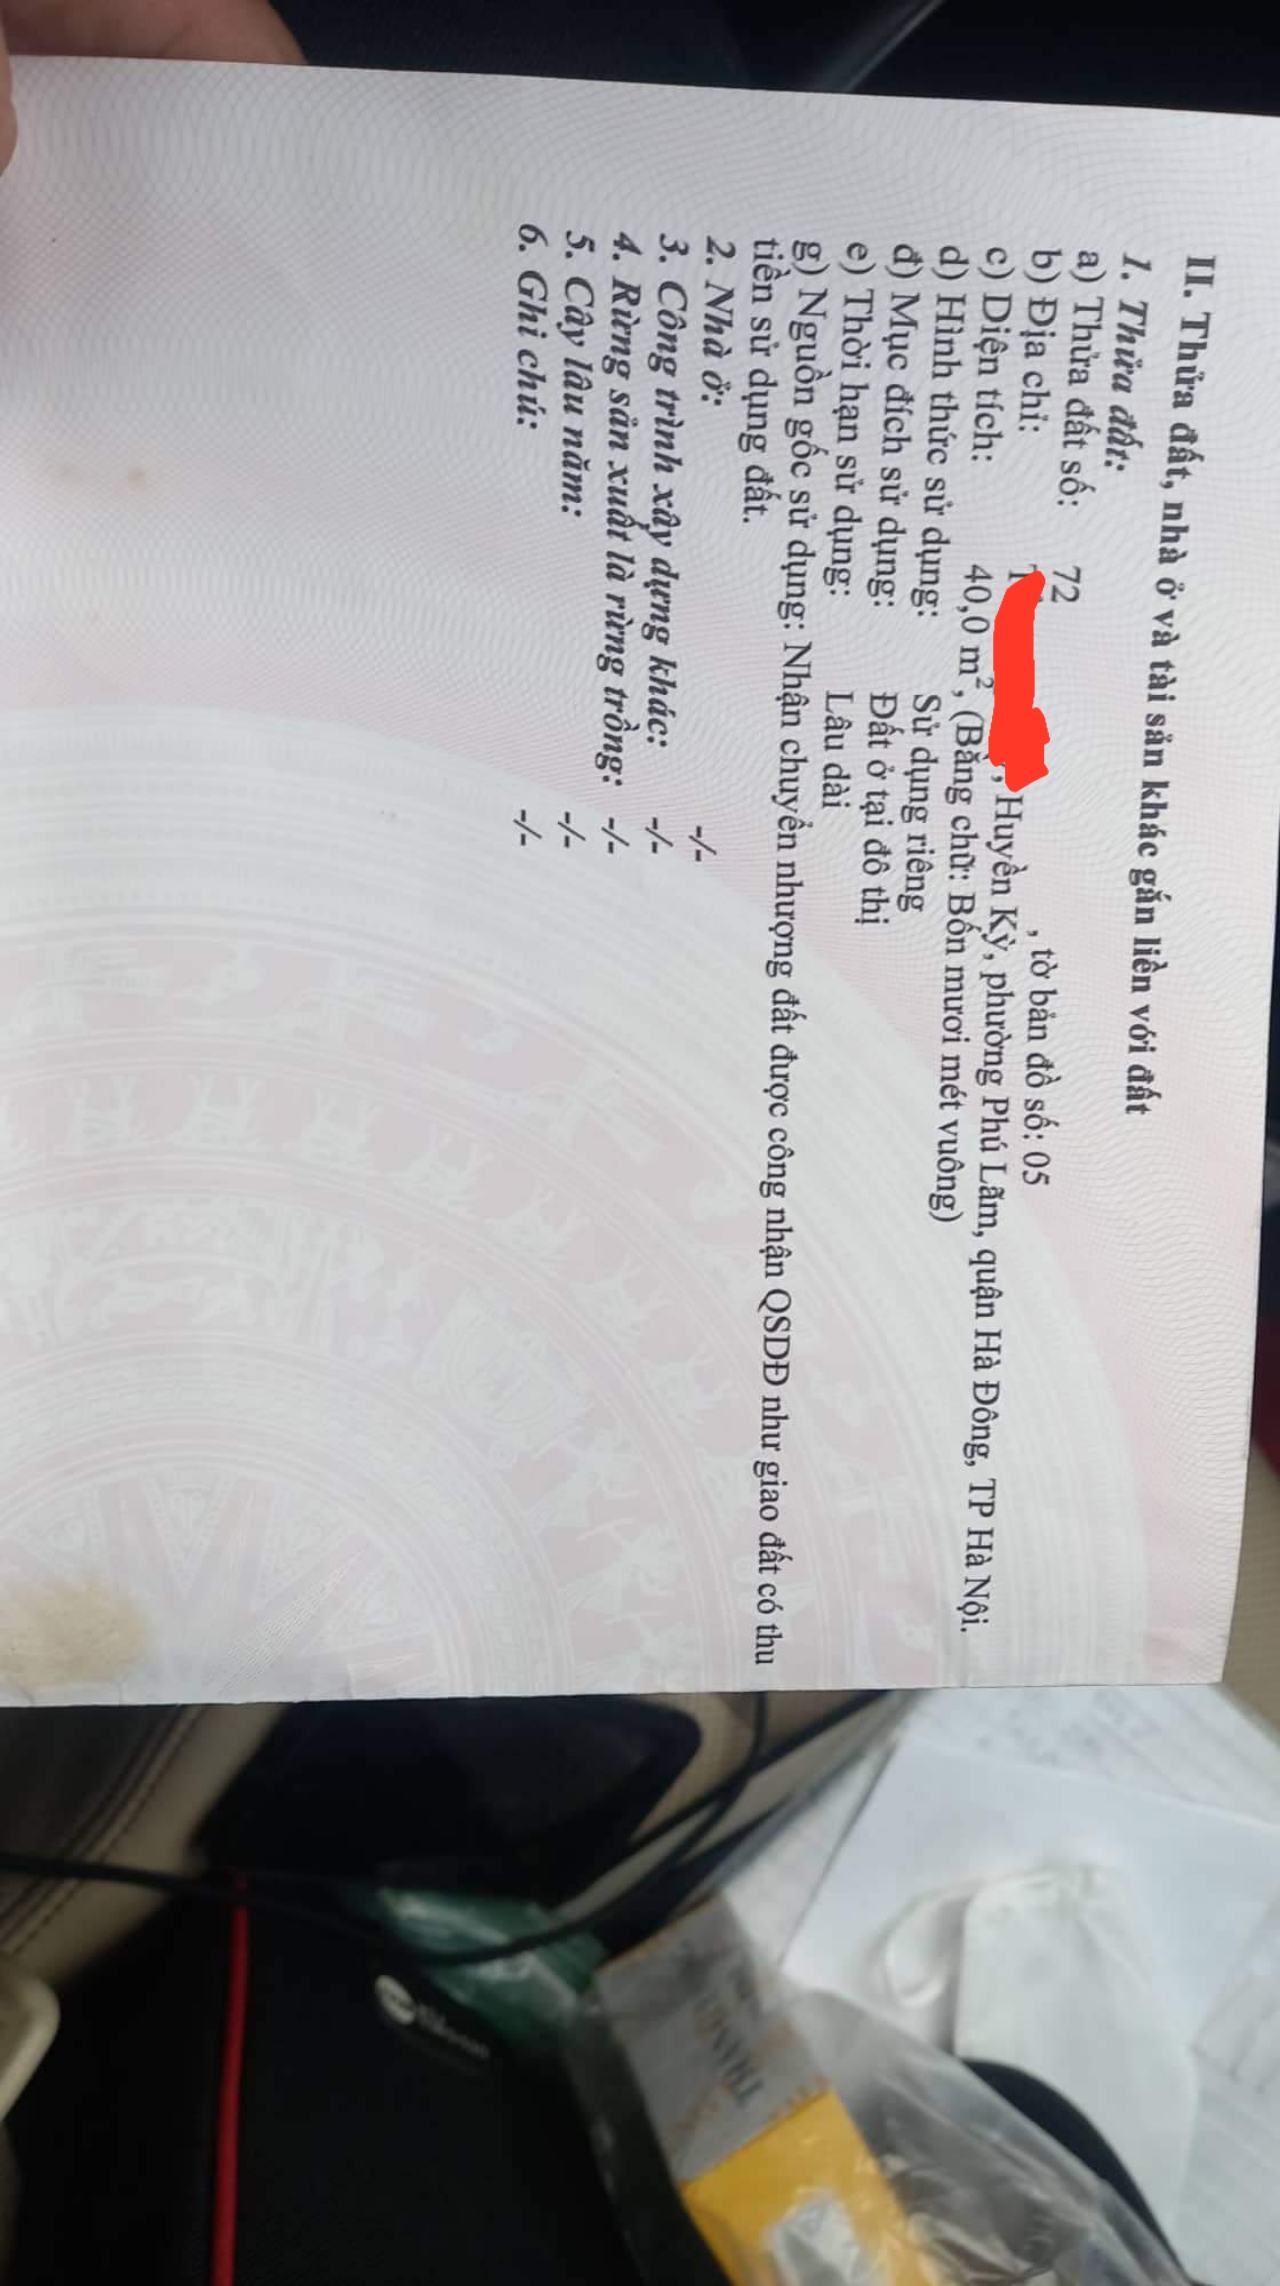 II. Thửa đất, nhà ở và tài sản khác gắn liền với đất
1. Thửa đất:
a) Thửa đất số: 72 , tờ bản đồ số: 05
b) Địa chỉ: , Huyền Kỳ, phường Phú Lãm, quận Hà Đông, TP Hà Nội.
c) Diện tích: 40,0 m², (Bằng chữ: Bốn mươi mét vuông)
d) Hình thức sử dụng: Sử dụng riêng
đ) Mục đích sử dụng: Đất ở tại đô thị
e) Thời hạn sử dụng: Lâu dài
g) Nguồn gốc sử dụng: Nhận chuyển nhượng đất được công nhận QSDĐ như giao đất có thu
tiền sử dụng đất.
2. Nhà ở: -/-
3. Công trình xây dựng khác: -/-
4. Rừng sản xuất là rừng trồng: -/-
5. Cây lâu năm: -/-
6. Ghi chú: -/-